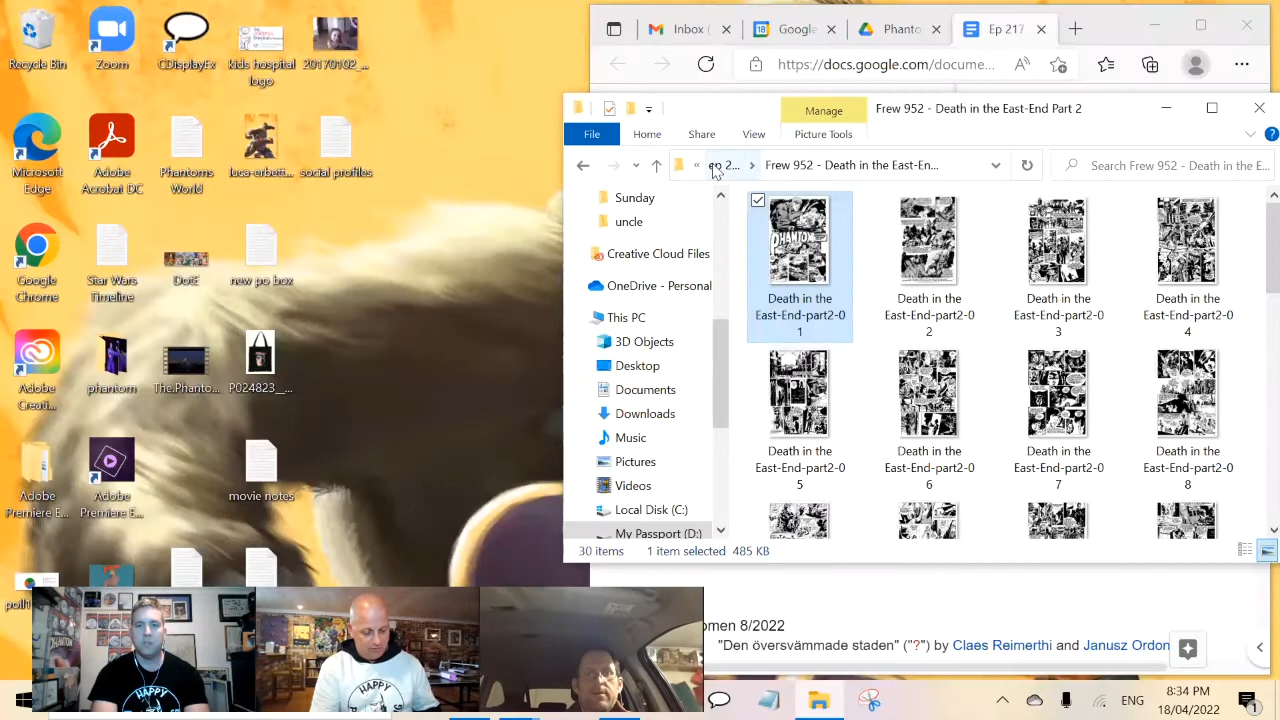 Recycle Bin
Zoom
CDisplayEx
kids hospital
logo
20170102_...
Microsoft
Edge
Adobe
Acrobat DC
Phantoms
World
luca-erbett...
social profiles
Google
Chrome
Star Wars
Timeline
DotE
new po box
Adobe
Creati...
phantom
The.Phanto...
P024823__...
Adobe
Premiere E...
Adobe
Premiere E...
movie notes
Inbox
Google
Phanto
Ep 217
https://docs.google.com/docume...
Manage
Frew 952 - Death in the East-End Part 2
File
Home
Share
View
Picture Tools
ep 2...
Frew 952 - Death in the East-En...
Search Frew 952 - Death in the E...
Sunday
uncle
Creative Cloud Files
OneDrive - Personal
This PC
3D Objects
Desktop
Documents
Downloads
Music
Pictures
Videos
Local Disk (C:)
My Passport (D:)
PHANTOM
Death in the
East-End-part2-0
1
Death in the
East-End-part2-0
2
Death in the
East-End-part2-0
3
Death in the
East-End-part2-0
4
Death in the
East-End-part2-0
5
Death in the
East-End-part2-0
6
Death in the
East-End-part2-0
7
Death in the
East-End-part2-0
8
30 items
1 item selected 485 KB
omen 8/2022
"Den översvämmade staden" ("?") by Claes Reimerthi and Janusz Ordon
HAPPY
HAPPY
ENG
8:34 PM
18/04/2022
1